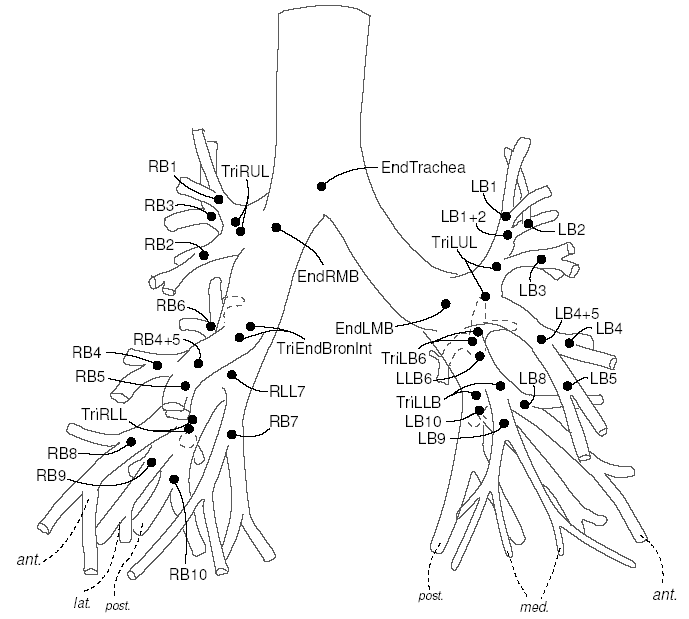 RB1
TriRUL
EndTrachea
RB3
LB1
LB1+2
LB2
RB2
TriLUL
EndRMB
LB3
RB6
RB4+5
EndLMB
LB4+5
LB4
RB4
TriEndBronInt
TriLB6
RB5
RLL7
LLB6
LB8
LB5
TriRLL
TriLLB
RB7
LB10
LB9
RB8
RB9
RB10
ant.
lat.
post.
post.
med.
ant.